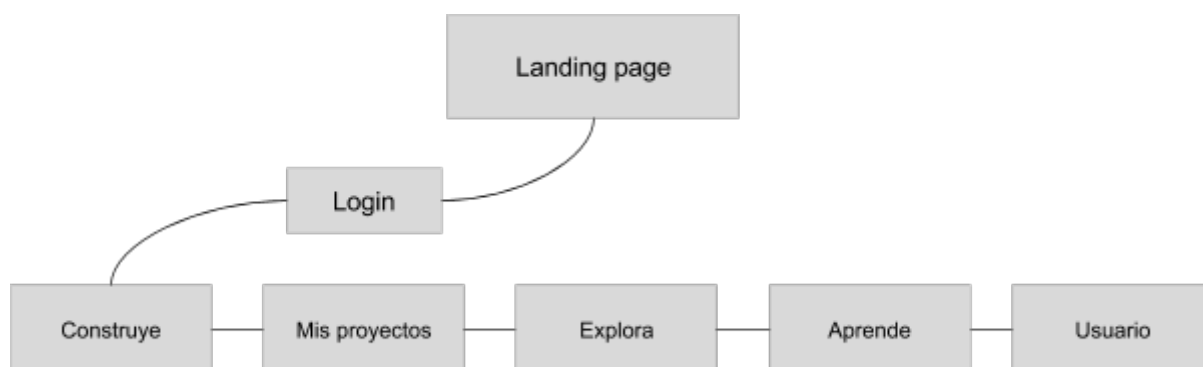 Landing page
Login
Construye
Mis proyectos
Explora
Aprende
Usuario